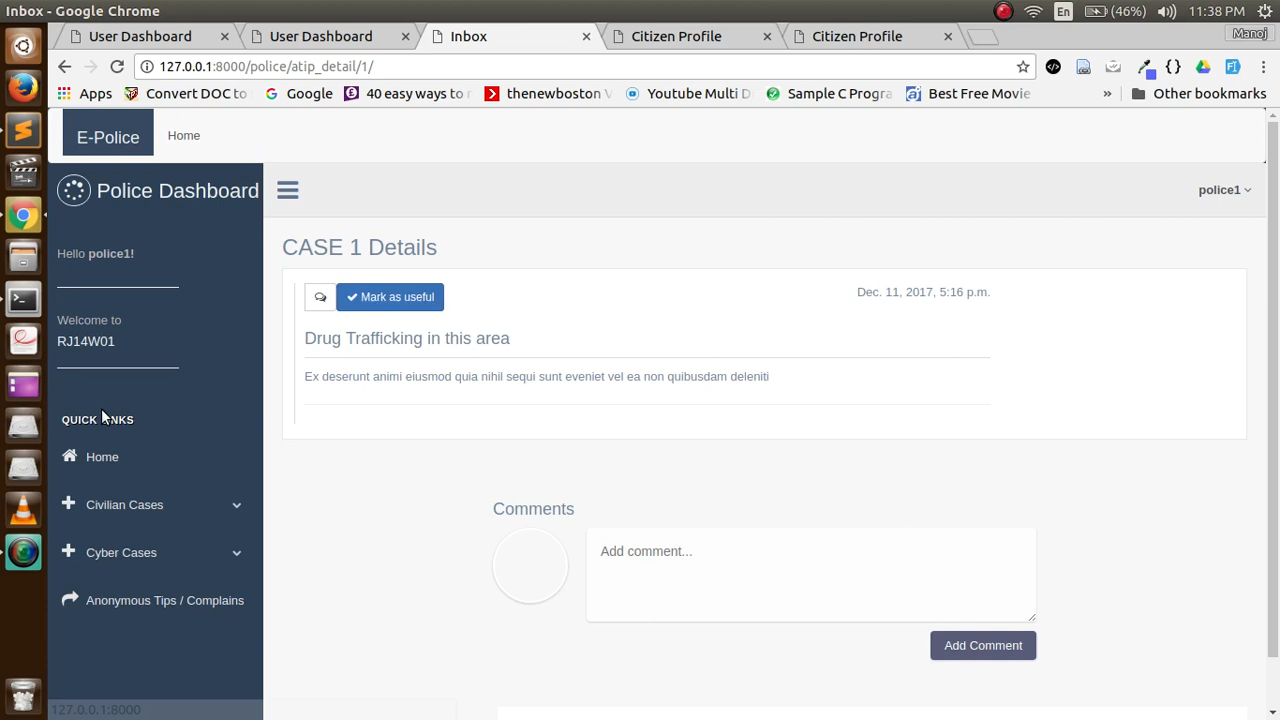 Inbox - Google Chrome
En
(46%)
11:38 PM
User Dashboard
User Dashboard
Inbox
Citizen Profile
Citizen Profile
Manoj
127.0.0.1:8000/police/atip_detail/1/
Apps
Convert DOC to
Google
40 easy ways to
thenewboston
Youtube Multi D
Sample C Progra
Best Free Movie
»
Other bookmarks
E-Police
Home
Police Dashboard
police1
Hello police1!
CASE 1 Details
Mark as useful
Dec. 11, 2017, 5:16 p.m.
Welcome to
RJ14W01
Drug Trafficking in this area
Ex deserunt animi eiusmod quia nihil sequi sunt eveniet vel ea non quibusdam deleniti
QUICK LINKS
Home
Civilian Cases
Cyber Cases
Anonymous Tips / Complains
Comments
Add comment...
Add Comment
127.0.0.1:8000